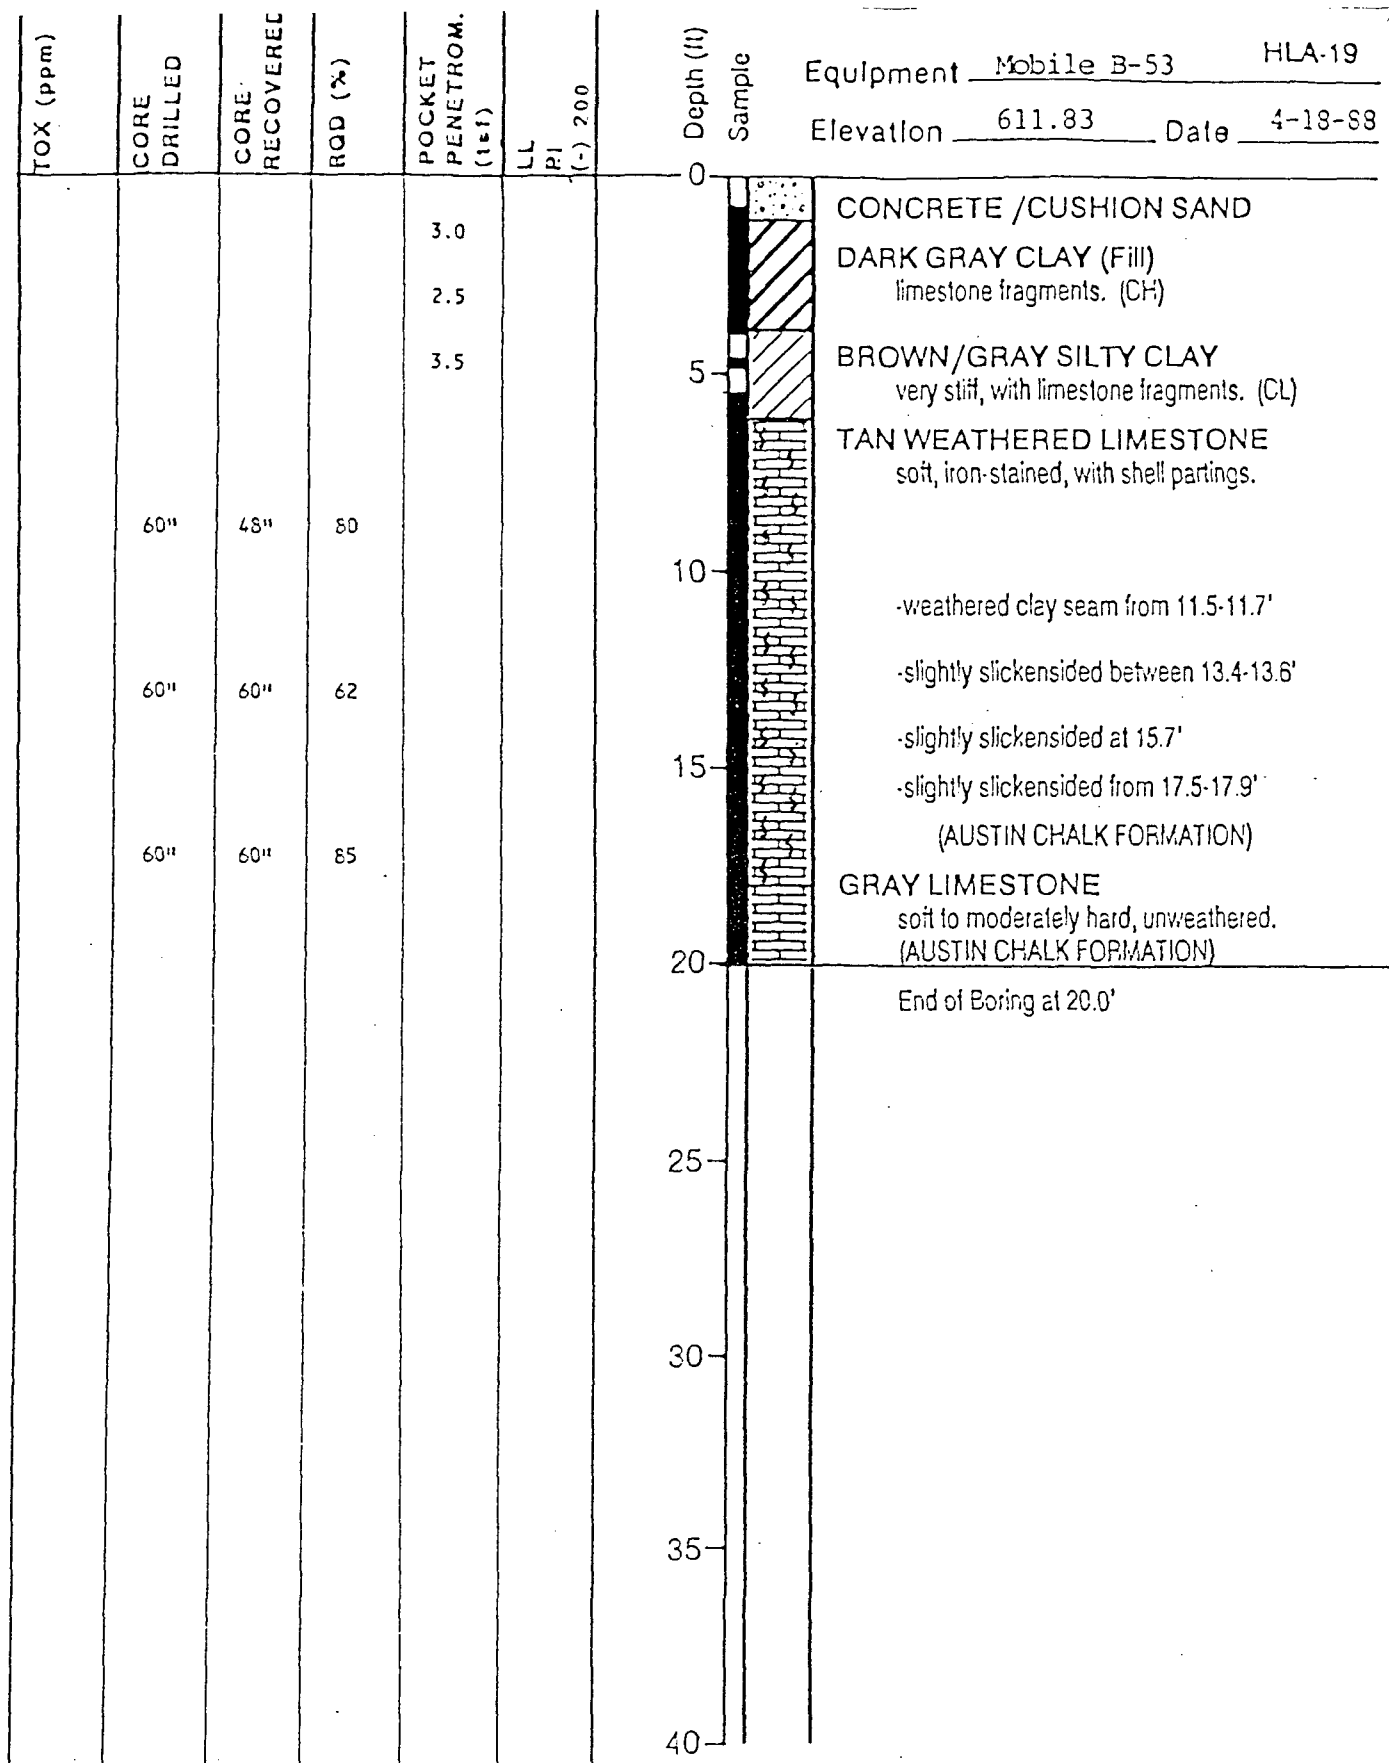 TOX (ppm)
CORE
DRILLED
CORE
RECOVERED
RQD (%)
POCKET
PENETROM.
(tsf)
LL
PI
(-) 200
Depth (ft)
Sample
Equipment Mobile B-53 HLA-19
Elevation 611.83 Date 4-18-88
0
CONCRETE /CUSHION SAND
3.0
DARK GRAY CLAY (Fill)
limestone fragments. (CH)
2.5
BROWN/GRAY SILTY CLAY
3.5
5
very stiff, with limestone fragments. (CL)
TAN WEATHERED LIMESTONE
soft, iron-stained, with shell partings.
60" 48" 80
10
-weathered clay seam from 11.5-11.7'
-slightly slickensided between 13.4-13.6'
60" 60" 62
-slightly slickensided at 15.7'
15
-slightly slickensided from 17.5-17.9'
(AUSTIN CHALK FORMATION)
60" 60" 85
GRAY LIMESTONE
soft to moderately hard, unweathered.
(AUSTIN CHALK FORMATION)
20
End of Boring at 20.0'
25
30
35
40